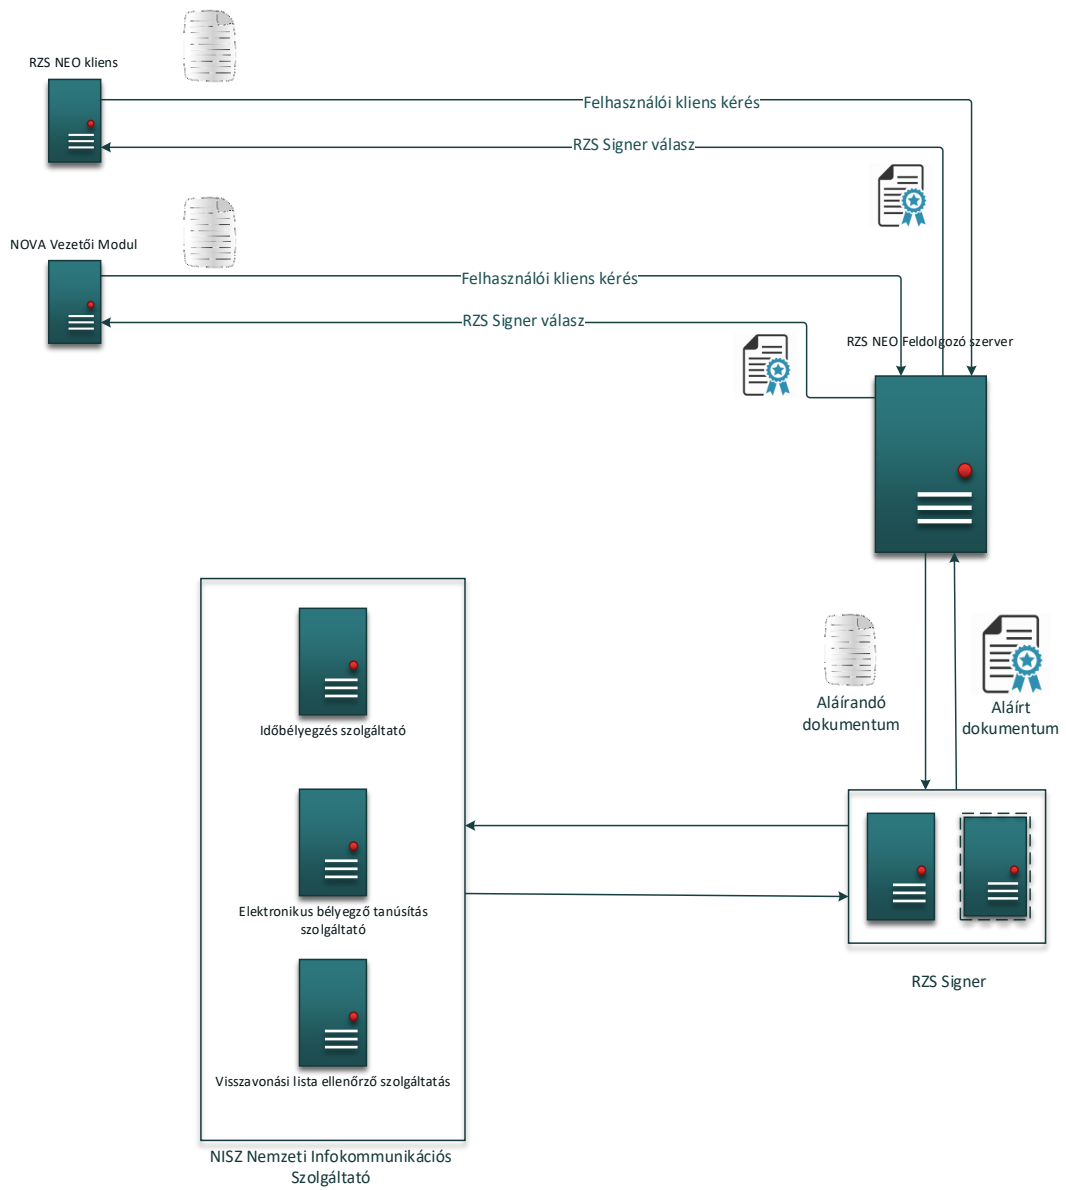 RZS NEO kliens
Felhasználói kliens kérés
RZS Signer válasz
NOVA Vezetői Modul
Felhasználói kliens kérés
RZS Signer válasz
RZS NEO Feldolgozó szerver
Aláírandó
dokumentum
Aláírt
dokumentum
Időbélyegzés szolgáltató
Elektronikus bélyegző tanúsítás
szolgáltató
Visszavonási lista ellenőrző szolgáltatás
RZS Signer
NISZ Nemzeti Infokommunikációs
Szolgáltató